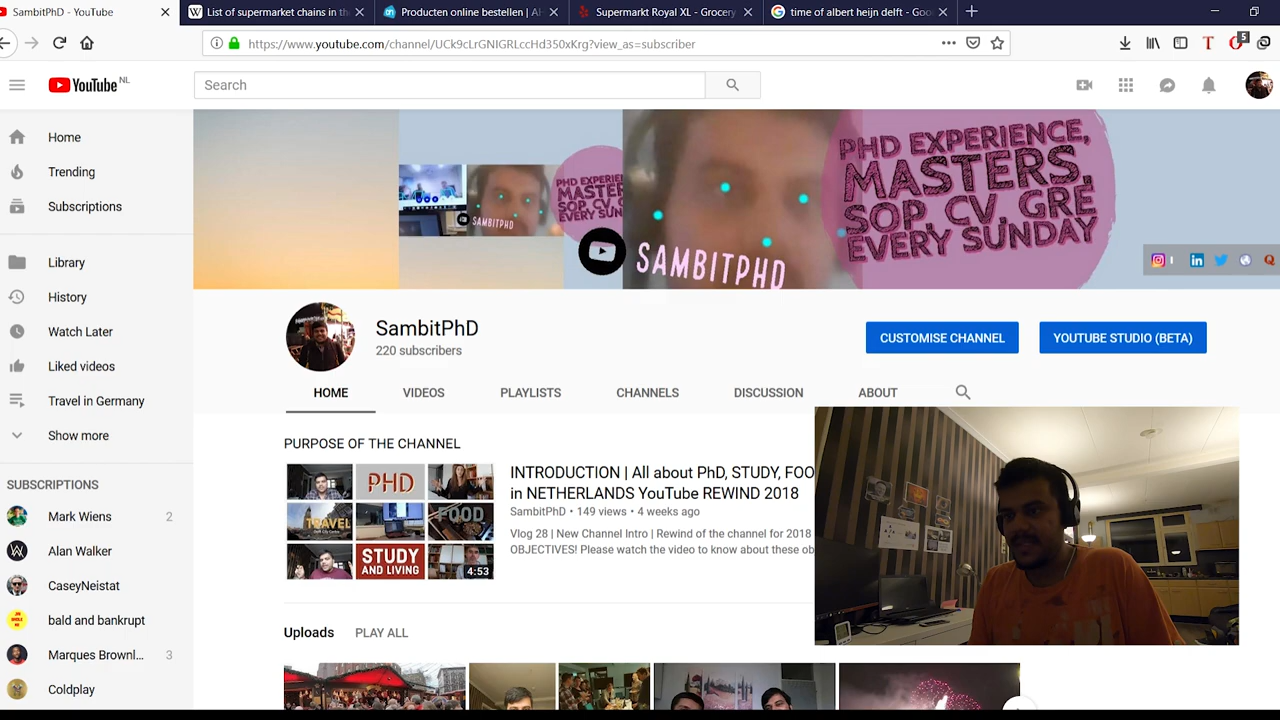 SambitPhD - YouTube
List of supermarket chains in the
Producten online bestellen | AH
Supermarkt Royal XL - Grocery
time of albert heijn delft - Goo
https://www.youtube.com/channel/UCk9cLrGNIGRLccHd350xKrg?view_as=subscriber
5
YouTube NL
Search
Home
Trending
Subscriptions
Library
History
Watch Later
Liked videos
Travel in Germany
Show more
SUBSCRIPTIONS
Mark Wiens 2
Alan Walker
CaseyNeistat
bald and bankrupt
Marques Brownl... 3
Coldplay
PHD EXPERIENCE,
MASTERS,
SOP, CV, GRE
EVERY SUNDAY
SAMBITPHD
SambitPhD
220 subscribers
CUSTOMISE CHANNEL
YOUTUBE STUDIO (BETA)
HOME
VIDEOS
PLAYLISTS
CHANNELS
DISCUSSION
ABOUT
PURPOSE OF THE CHANNEL
PHD
TRAVEL
FOOD
STUDY
AND LIVING
4:53
INTRODUCTION | All about PhD, STUDY, FOO
in NETHERLANDS YouTube REWIND 2018
SambitPhD • 149 views • 4 weeks ago
Vlog 28 | New Channel Intro | Rewind of the channel for 2018
OBJECTIVES! Please watch the video to know about these ob
Uploads
PLAY ALL